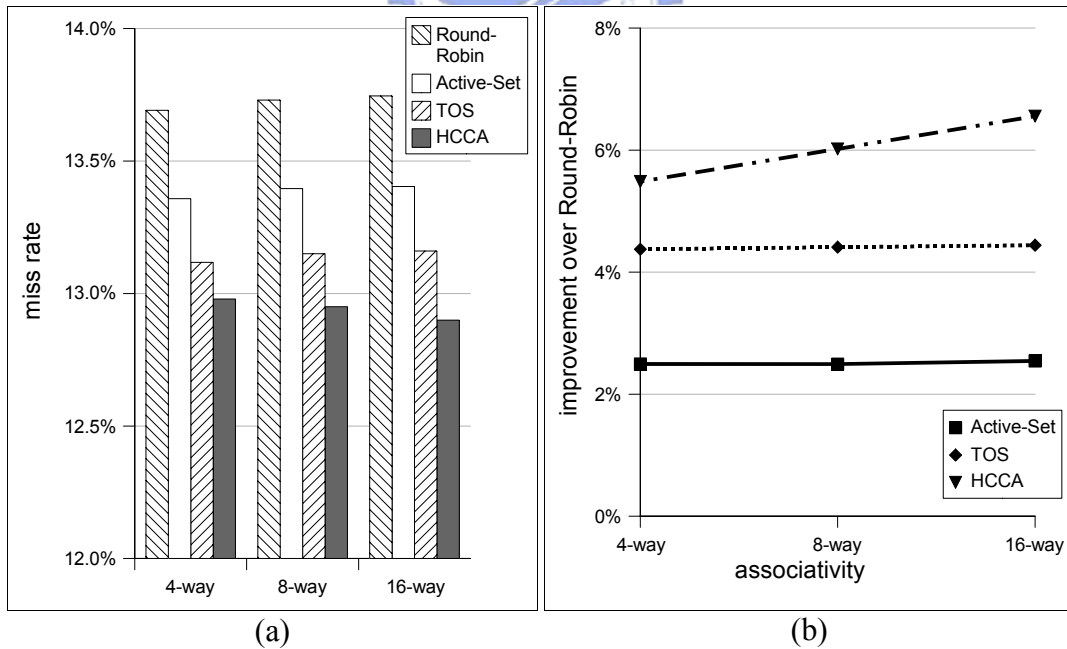 14.0%
13.5%
13.0%
12.5%
12.0%
miss rate
Round-
Robin
Active-Set
TOS
HCCA
4-way
8-way
16-way
(a)
8%
6%
4%
2%
0%
improvement over Round-Robin
Active-Set
TOS
HCCA
4-way
8-way
16-way
associativity
(b)